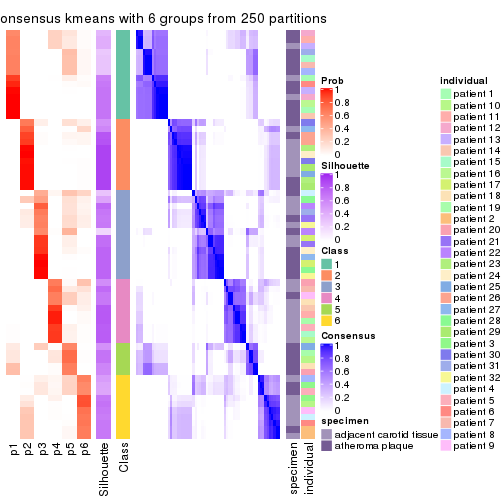 onsensus kmeans with 6 groups from 250 partitions
Prob
1
0.8
0.6
0.4
0.2
0
Silhouette
1
0.8
0.6
0.4
0.2
0
Class
1
2
3
4
5
6
Consensus
1
0.8
0.6
0.4
0.2
0
specimen
adjacent carotid tissue
atheroma plaque
individual
patient 1
patient 10
patient 11
patient 12
patient 13
patient 14
patient 15
patient 16
patient 17
patient 18
patient 19
patient 2
patient 20
patient 21
patient 22
patient 23
patient 24
patient 25
patient 26
patient 27
patient 28
patient 29
patient 3
patient 30
patient 31
patient 32
patient 4
patient 5
patient 6
patient 7
patient 8
patient 9
p1
p2
p3
p4
p5
p6
Silhouette
Class
specimen
individual